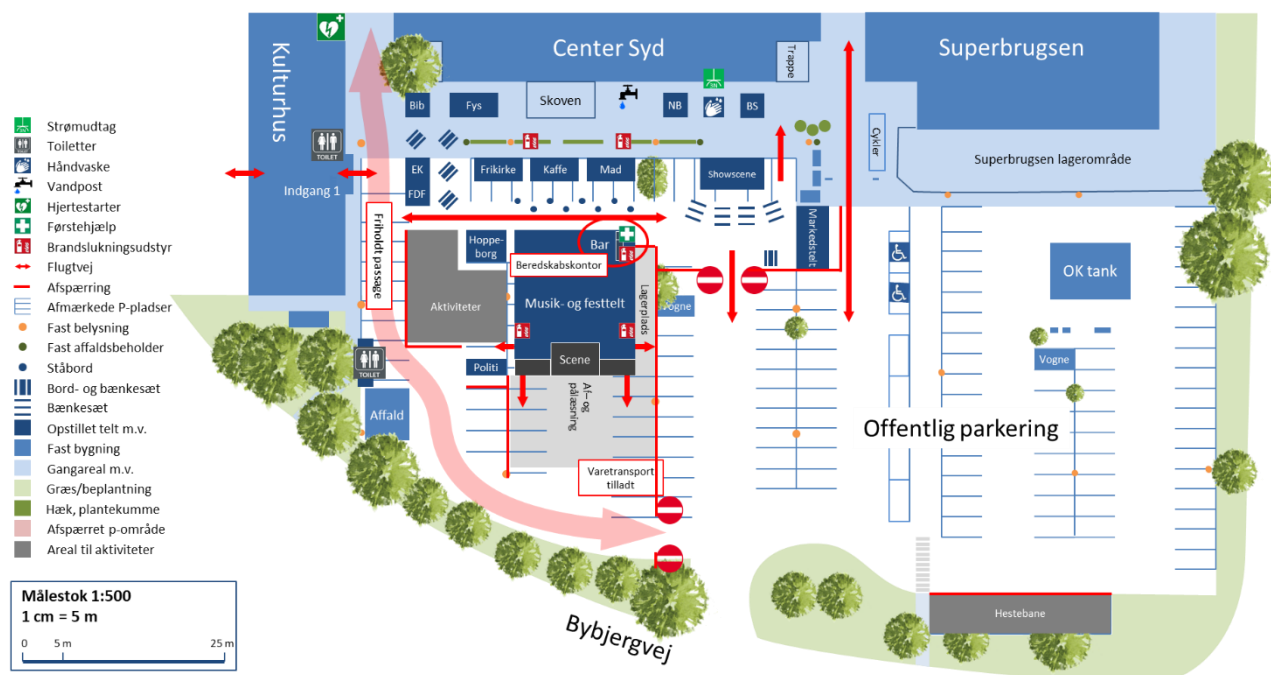 Kulturhus
Center Syd
Superbrugsen
Trappe
Skoven
Bib
Fys
NB
BS
Cykler
Superbrugsen lagerområde
TOILET
Indgang 1
EK
FDF
Frikirke
Kaffe
Mad
Showscene
Markedstelt
Friholdt passage
Hoppe-
borg
Bar
Beredskabskontor
Aktiviteter
Musik- og festtelt
Lagerplads
Vogne
OK tank
Vogne
Politi
Scene
TOILET
Affald
Af– og
pålæsning
Varetransport
tilladt
Offentlig parkering
Hestebane
Bybjergvej
Strømudtag
TOILET
Toiletter
Håndvaske
Vandpost
Hjertestarter
Førstehjælp
Brandslukningsudstyr
Flugtvej
Afspærring
Afmærkede P-pladser
Fast belysning
Fast affaldsbeholder
Ståbord
Bord- og bænkesæt
Bænkesæt
Opstillet telt m.v.
Fast bygning
Gangareal m.v.
Græs/beplantning
Hæk, plantekumme
Afspærret p-område
Areal til aktiviteter
Målestok 1:500
1 cm = 5 m
0 5 m 25 m